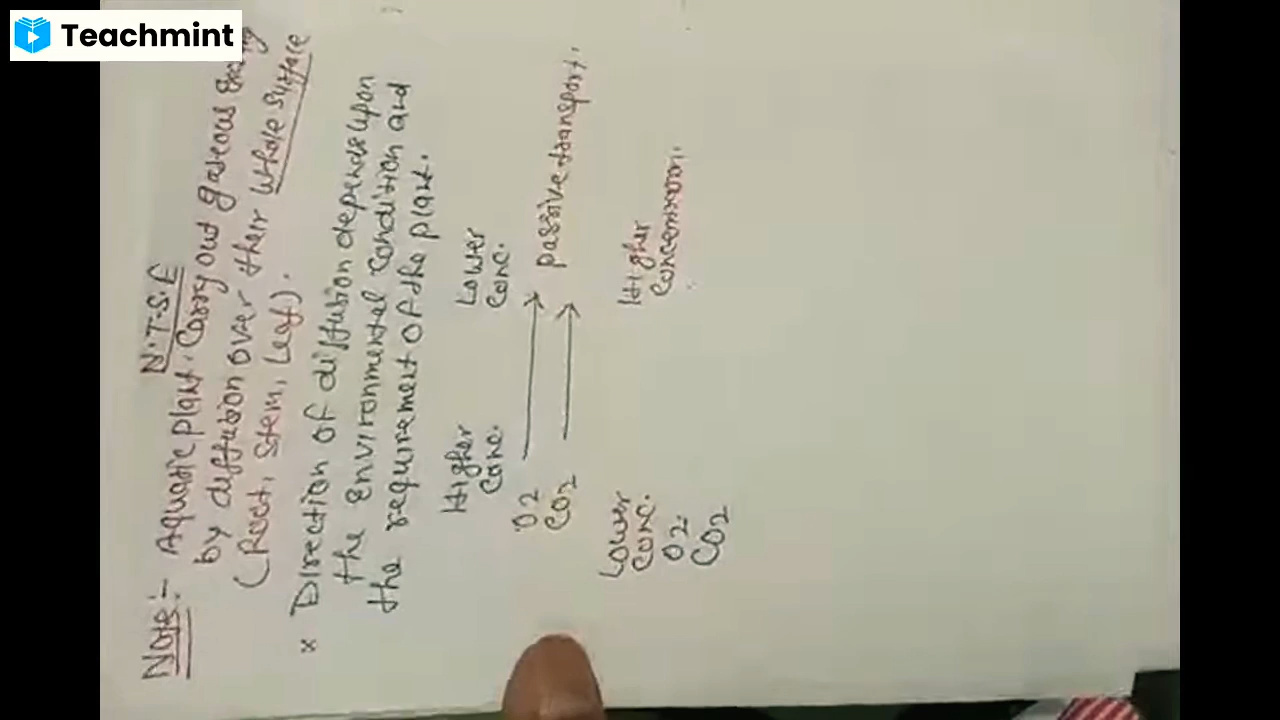 Teachmint
N.T.S.E
Note:- Aquatic plant. Carry out gaseous
by diffusion over their whole surface
(Root, Stem, Leaf).
x Direction of diffusion depends upon
the environmental condition and
the requirement of the plant.
Higher Conc. Lower Conc.
O2
CO2 passive transport.
Lower Conc. Higher
O2
CO2